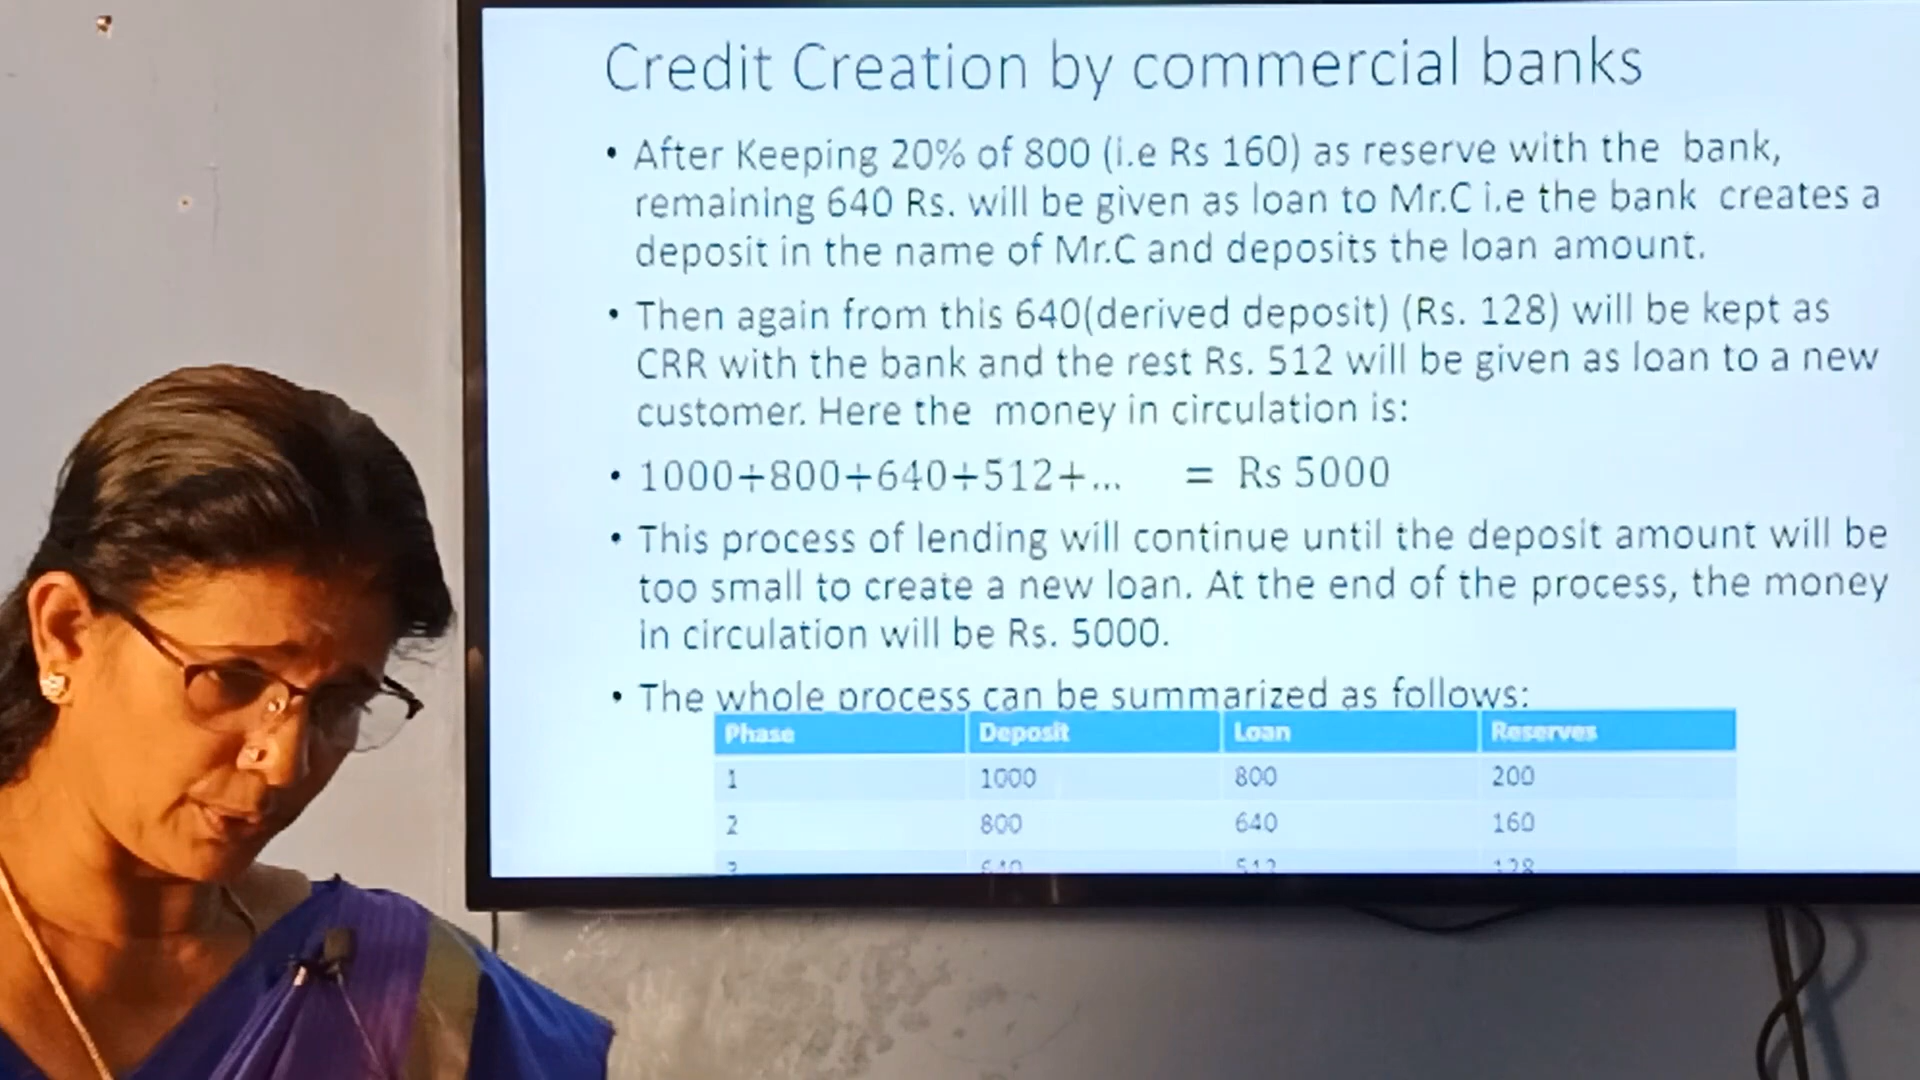 Credit Creation by commercial banks
• After Keeping 20% of 800 (i.e Rs 160) as reserve with the bank,
remaining 640 Rs. will be given as loan to Mr.C i.e the bank creates a
deposit in the name of Mr.C and deposits the loan amount.
• Then again from this 640(derived deposit) (Rs. 128) will be kept as
CRR with the bank and the rest Rs. 512 will be given as loan to a new
customer. Here the money in circulation is:
• 1000+800+640+512+... = Rs 5000
• This process of lending will continue until the deposit amount will be
too small to create a new loan. At the end of the process, the money
in circulation will be Rs. 5000.
• The whole process can be summarized as follows:
Phase Deposit Loan Reserves
1 1000 800 200
2 800 640 160
3 640 512 128